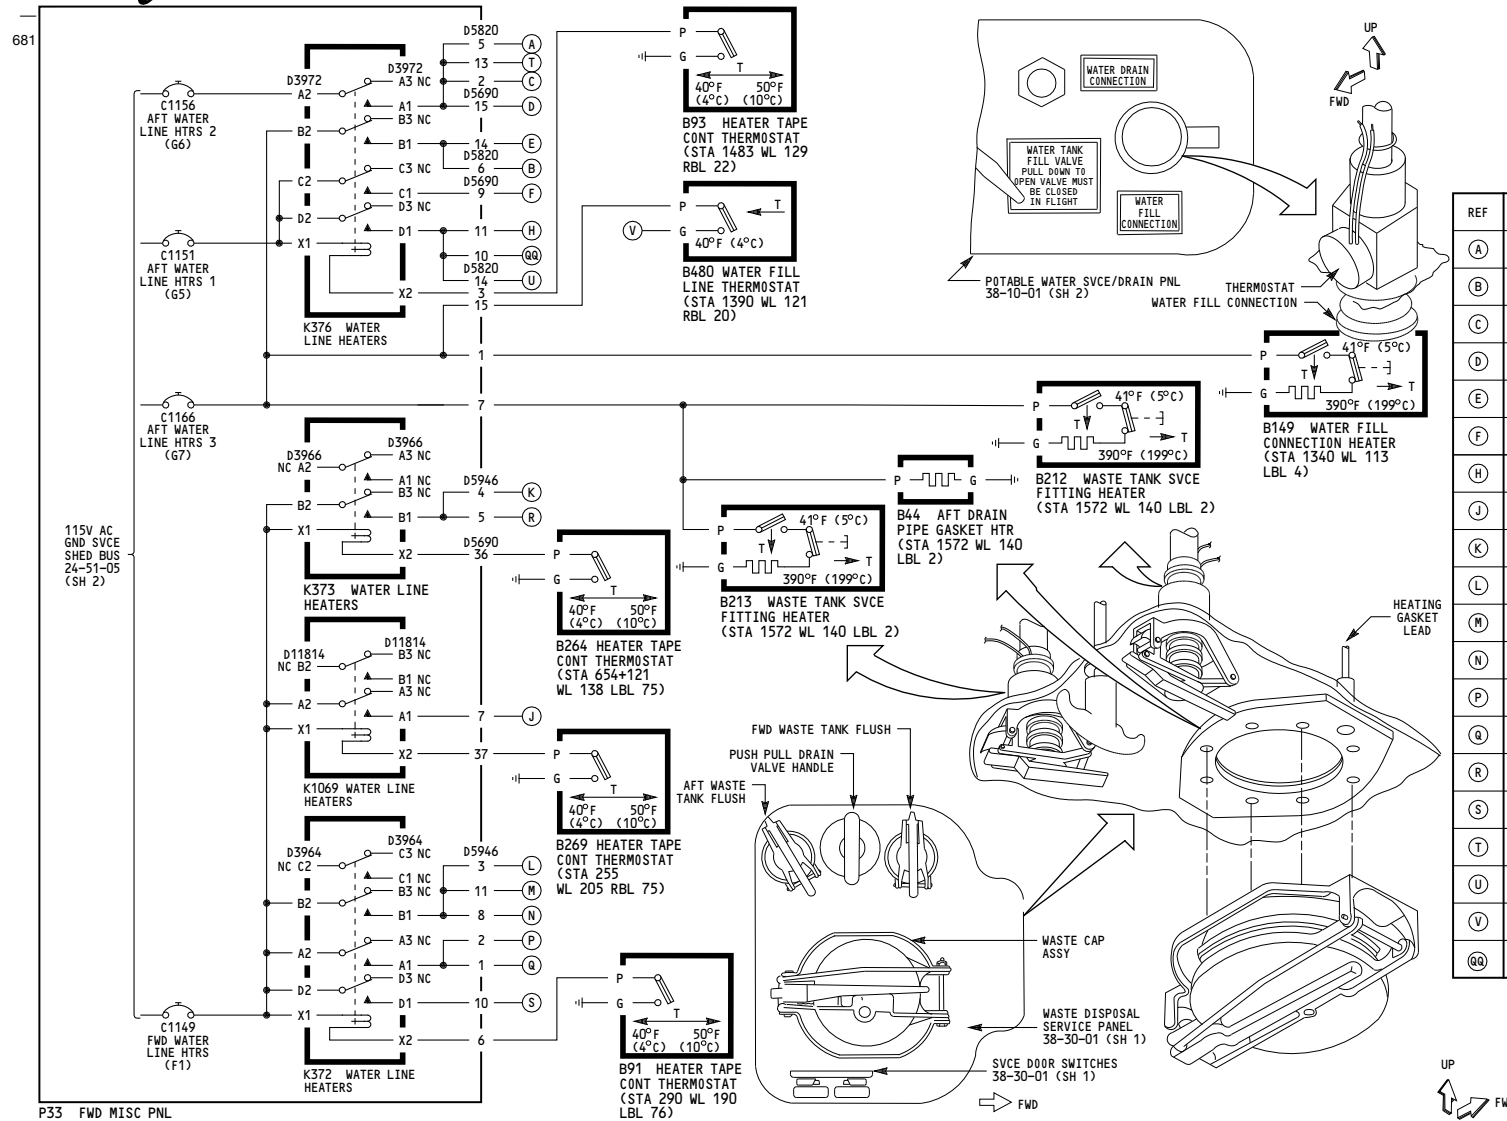 681
115V AC
GND SVCE
SHED BUS
24-51-05
(SH 2)
C1156
AFT WATER
LINE HTRS 2
(G6)
C1151
AFT WATER
LINE HTRS 1
(G5)
C1166
AFT WATER
LINE HTRS 3
(G7)
C1149
FWD WATER
LINE HTRS
(F1)
D3972 D3972
A2 A3 NC
A1
B2 B3 NC
B1
C2 C3 NC
C1
D2 D3 NC
D1
X1
X2
K376 WATER
LINE HEATERS
D5820
5 A
13 T
2 C
D5690
15 D
14 E
D5820
6 B
D5690
9 F
11 H
10 QQ
D5820
14 U
3
15
1
7
D3966
D3966 A3 NC
NC A2
A1 NC
B3 NC
B2
B1
X1
X2
K373 WATER LINE
HEATERS
D5946
4 K
5 R
D5690
36
D11814
D11814 B3 NC
NC B2
B1 NC
A3 NC
A2
A1 7 J
X1
X2 37
K1069 WATER LINE
HEATERS
D3964
D3964 C3 NC
NC C2
C1 NC
B3 NC
B2
B1
A3 NC
A2
A1
D3 NC
D2
D1
X1
X2
K372 WATER LINE
HEATERS
D5946
3 L
11 M
8 N
2 P
1 Q
10 S
6
P33 FWD MISC PNL
P
G
T
40°F 50°F
(4°C) (10°C)
B93 HEATER TAPE
CONT THERMOSTAT
(STA 1483 WL 129
RBL 22)
P
T
V G
40°F (4°C)
B480 WATER FILL
LINE THERMOSTAT
(STA 1390 WL 121
RBL 20)
P
G
T
40°F 50°F
(4°C) (10°C)
B264 HEATER TAPE
CONT THERMOSTAT
(STA 654+121
WL 138 LBL 75)
P
G
T
40°F 50°F
(4°C) (10°C)
B269 HEATER TAPE
CONT THERMOSTAT
(STA 255
WL 205 RBL 75)
P
G
T
40°F 50°F
(4°C) (10°C)
B91 HEATER TAPE
CONT THERMOSTAT
(STA 290 WL 190
LBL 76)
P 41°F (5°C)
T T
G
390°F (199°C)
B213 WASTE TANK SVCE
FITTING HEATER
(STA 1572 WL 140 LBL 2)
P G
B44 AFT DRAIN
PIPE GASKET HTR
(STA 1572 WL 140
LBL 2)
P 41°F (5°C)
T T
G
390°F (199°C)
B212 WASTE TANK SVCE
FITTING HEATER
(STA 1572 WL 140 LBL 2)
P 41°F (5°C)
T T
G
390°F (199°C)
B149 WATER FILL
CONNECTION HEATER
(STA 1340 WL 113
LBL 4)
WATER DRAIN
CONNECTION
WATER TANK
FILL VALVE
PULL DOWN TO
OPEN VALVE MUST
BE CLOSED
IN FLIGHT
WATER
FILL
CONNECTION
POTABLE WATER SVCE/DRAIN PNL
38-10-01 (SH 2)
UP
FWD
THERMOSTAT
WATER FILL CONNECTION
HEATING
GASKET
LEAD
FWD WASTE TANK FLUSH
PUSH PULL DRAIN
VALVE HANDLE
AFT WASTE
TANK FLUSH
WASTE CAP
ASSY
WASTE DISPOSAL
SERVICE PANEL
38-30-01 (SH 1)
SVCE DOOR SWITCHES
38-30-01 (SH 1)
FWD
UP
REF
A
B
C
D
E
F
H
J
K
L
M
N
P
Q
R
S
T
U
V
QQ